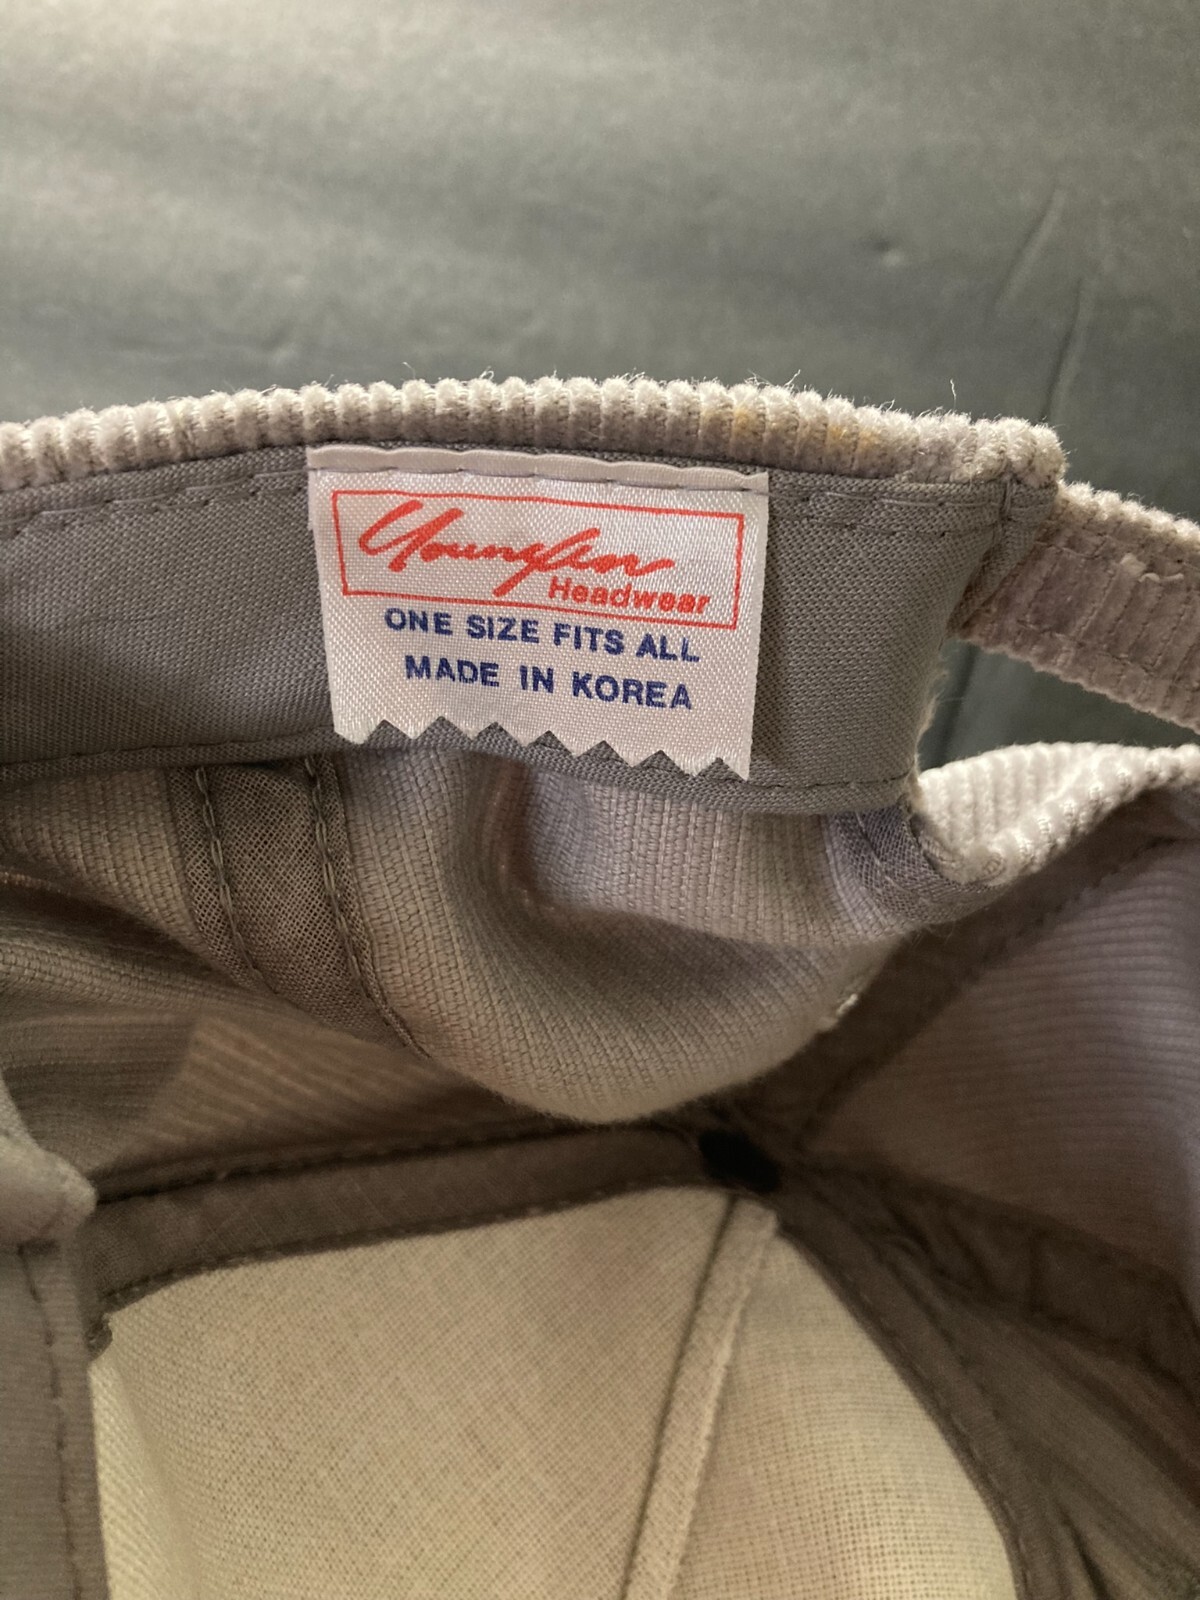 Youngan
Headwear
ONE SIZE FITS ALL
MADE IN KOREA